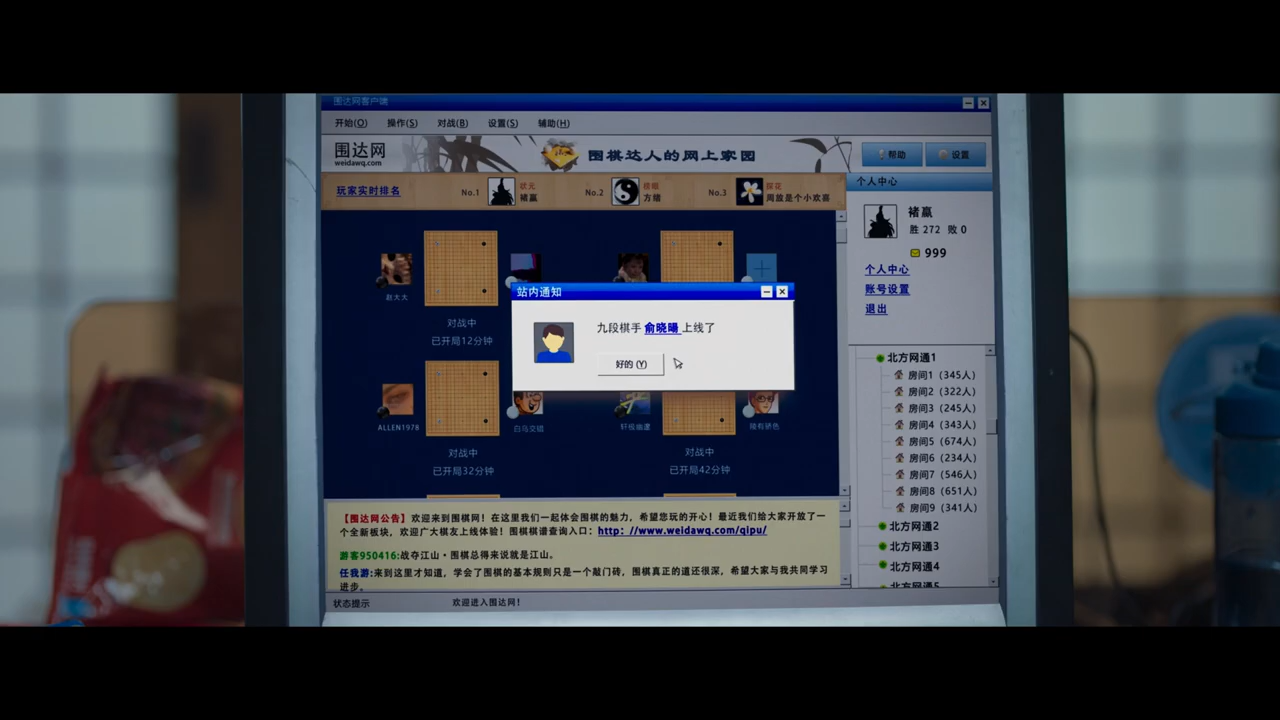 围达网客户端
开始(O) 操作(S) 对战(B) 设置(S) 辅助(H)
围达网
weidawq.com
围棋达人的网上家园
帮助 设置
玩家实时排名
No.1 状元
褚嬴
No.2 榜眼
方绪
No.3 探花
周放是个小欢喜
个人中心
褚嬴
胜 272 败 0
999
个人中心
账号设置
退出
赵大大
对战中
已开局12分钟
站内通知
九段棋手 俞晓暘 上线了
好的 (Y)
ALLEN1978
白乌交错
对战中
已开局32分钟
对战中
已开局42分钟
北方网通1
房间1 (345人)
房间2 (322人)
房间3 (245人)
房间4 (343人)
房间5 (674人)
房间6 (234人)
房间7 (546人)
房间8 (651人)
房间9 (341人)
北方网通2
北方网通3
北方网通4
北方网通5
【围达网公告】欢迎来到围棋网！在这里我们一起体会围棋的魅力，希望您玩的开心！最近我们给大家开放了一
个全新板块，欢迎广大棋友上线体验！围棋棋谱查询入口：http: //www.weidawq.com/qipu/
游客950416:战夺江山·围棋总得来说就是江山。
任我游:来到这里才知道，学会了围棋的基本规则只是一个敲门砖，围棋真正的道还很深，希望大家与我共同学习
进步。
状态提示 欢迎进入围达网！